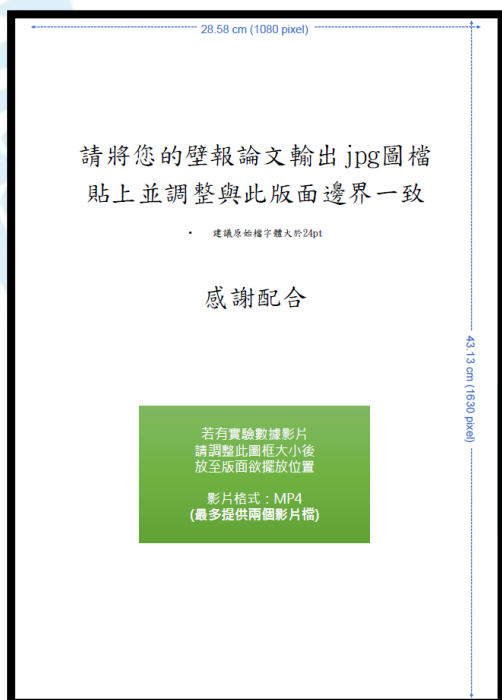 28.58 cm (1080 pixel)
請將您的壁報論文輸出jpg圖檔
貼上並調整與此版面邊界一致
• 建議原始檔字體大於24pt
感謝配合
43.13 cm (1630 pixel)
若有實驗數據影片
請調整此圖框大小後
放至版面欲擺放位置
影片格式：MP4
(最多提供兩個影片檔)